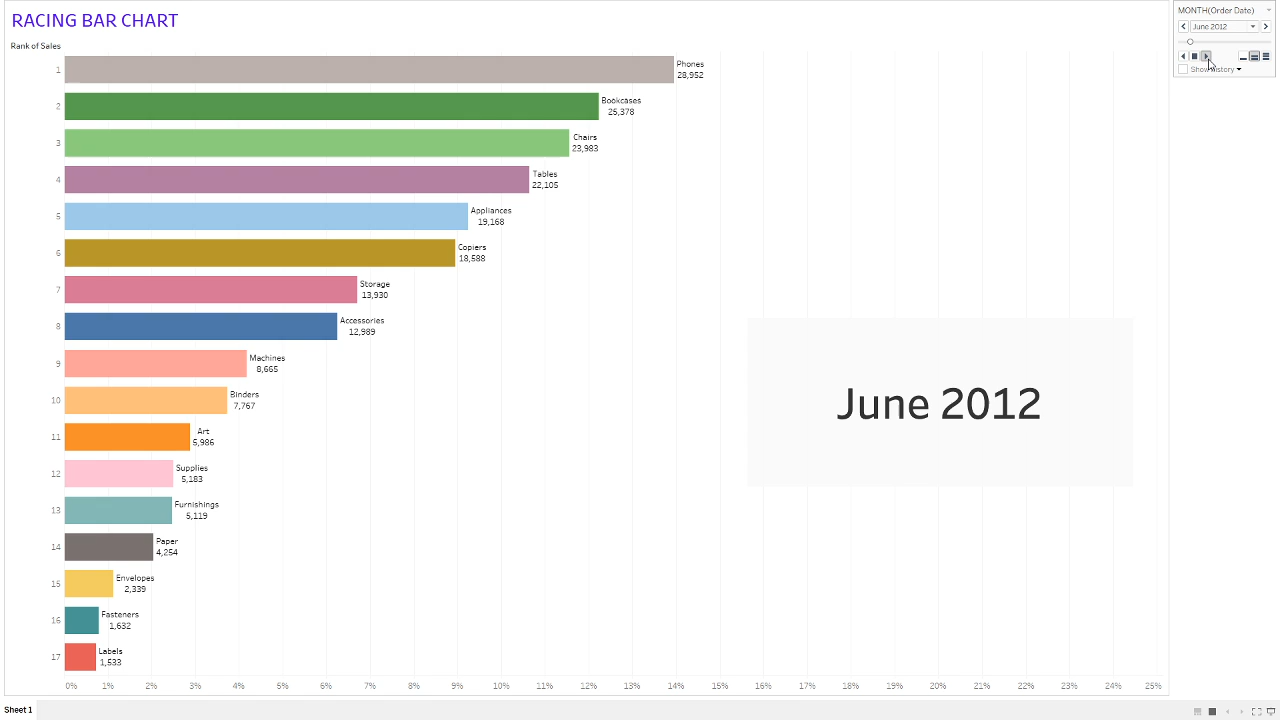 RACING BAR CHART
MONTH(Order Date)
June 2012
Show history
Rank of Sales
1
Phones
28,952
2
Bookcases
25,378
3
Chairs
23,983
4
Tables
22,105
5
Appliances
19,168
6
Copiers
18,588
7
Storage
13,930
8
Accessories
12,989
9
Machines
8,665
10
Binders
7,767
11
Art
5,986
12
Supplies
5,183
13
Furnishings
5,119
14
Paper
4,254
15
Envelopes
2,339
16
Fasteners
1,632
17
Labels
1,533
June 2012
0% 1% 2% 3% 4% 5% 6% 7% 8% 9% 10% 11% 12% 13% 14% 15% 16% 17% 18% 19% 20% 21% 22% 23% 24% 25%
Sheet 1